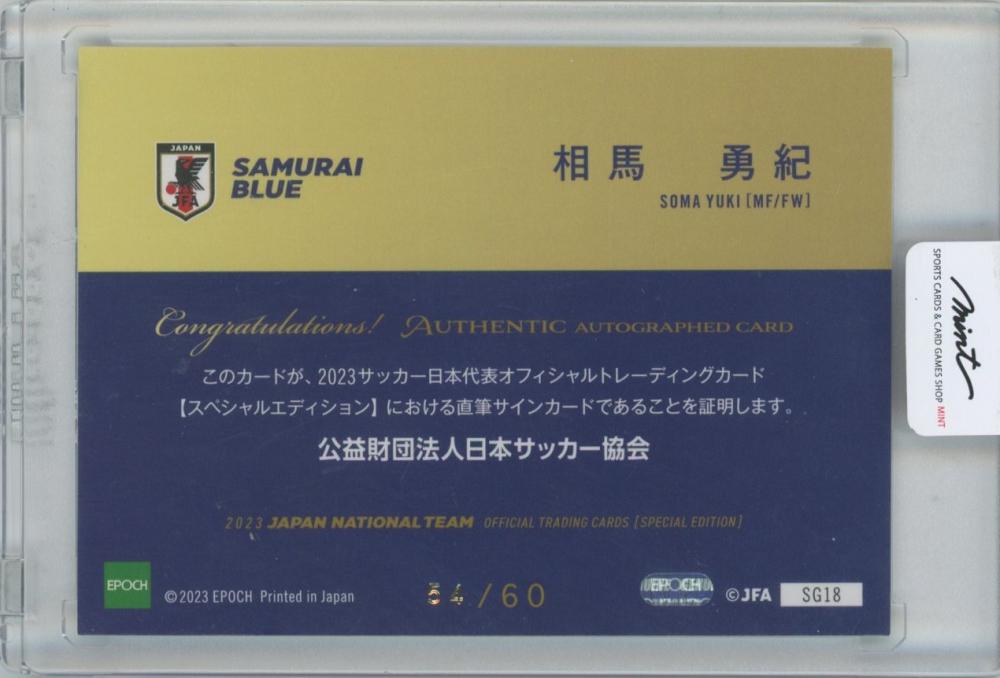 JAPAN
JFA
SAMURAI
BLUE
相馬 勇紀
SOMA YUKI [MF/FW]
Congratulations! AUTHENTIC AUTOGRAPHED CARD
このカードが、2023サッカー日本代表オフィシャルトレーディングカード
【スペシャルエディション】における直筆サインカードであることを証明します。
公益財団法人日本サッカー協会
2023 JAPAN NATIONAL TEAM OFFICIAL TRADING CARDS [SPECIAL EDITION]
EPOCH
©2023 EPOCH Printed in Japan
54/60
EPOCH
©JFA
SG18
mint
SPORTS CARDS & CARD GAMES SHOP MINT